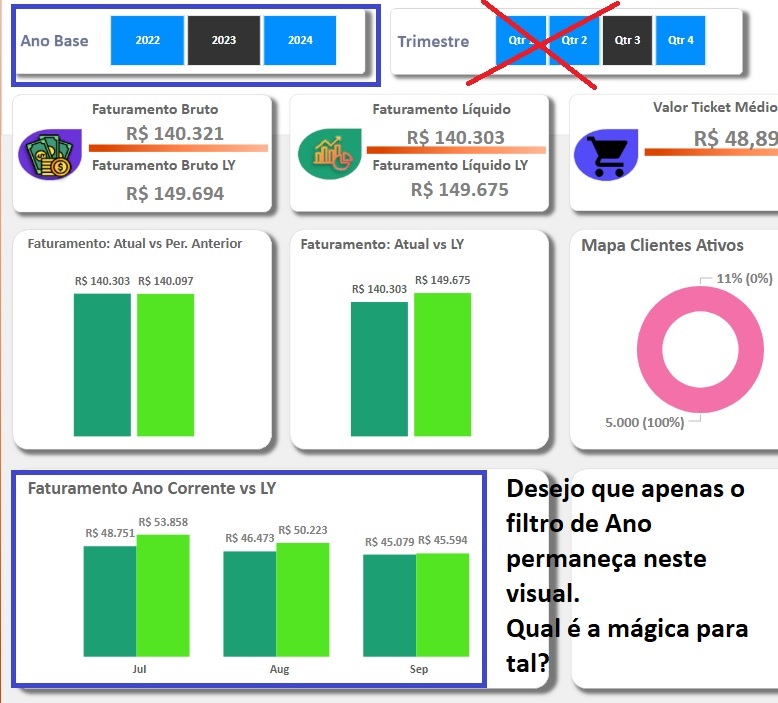 Ano Base
2022
2023
2024
Trimestre
Qtr 2
Qtr 3
Qtr 4
Faturamento Bruto
R$ 140.321
Faturamento Bruto LY
R$ 149.694
Faturamento Líquido
R$ 140.303
Faturamento Líquido LY
R$ 149.675
Valor Ticket Médio
R$ 48,89
Faturamento: Atual vs Per. Anterior
R$ 140.303
R$ 140.097
Faturamento: Atual vs LY
R$ 140.303
R$ 149.675
Mapa Clientes Ativos
11% (0%)
5.000 (100%)
Faturamento Ano Corrente vs LY
R$ 48.751
R$ 53.858
R$ 46.473
R$ 50.223
R$ 45.079
R$ 45.594
Jul
Aug
Sep
Desejo que apenas o
filtro de Ano
permaneça neste
visual.
Qual é a mágica para
tal?